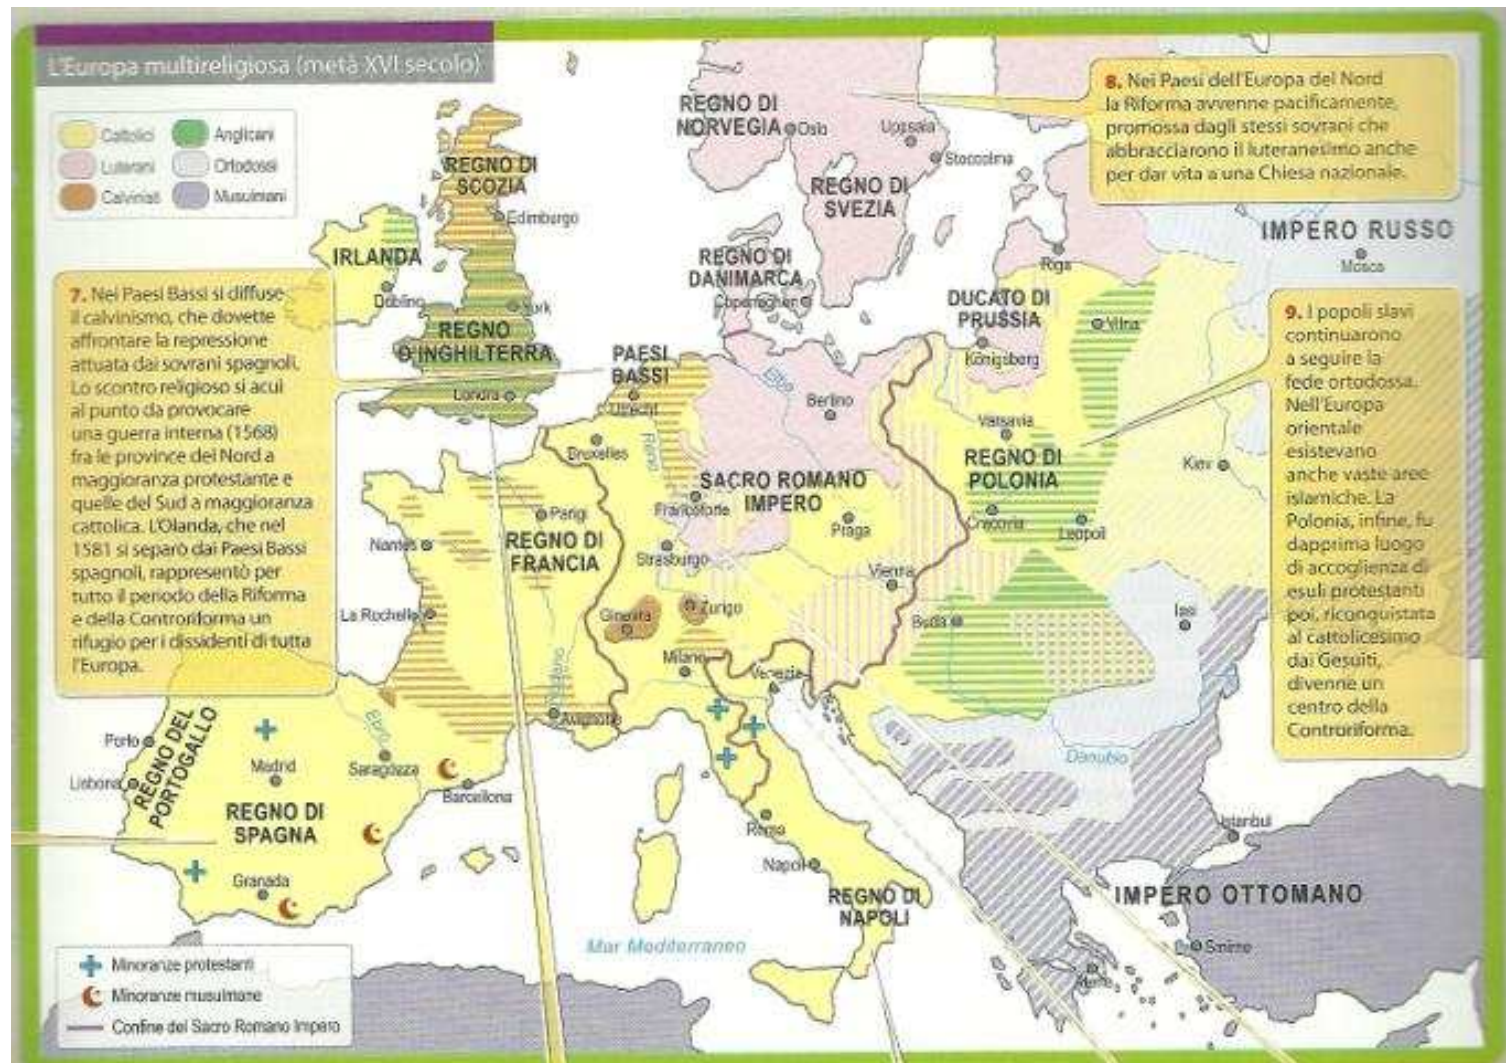 L'Europa multireligiosa (metà XVI secolo)
Cattolici
Luterani
Calvinisti
Anglicani
Ortodossi
Musulmani
7. Nei Paesi Bassi si diffuse
il calvinismo, che dovette
affrontare la repressione
attuata dai sovrani spagnoli.
Lo scontro religioso si acuì
al punto da provocare
una guerra interna (1568)
fra le province del Nord a
maggioranza protestante e
quelle del Sud a maggioranza
cattolica. L'Olanda, che nel
1581 si separò dai Paesi Bassi
spagnoli, rappresentò per
tutto il periodo della Riforma
e della Controriforma un
rifugio per i dissidenti di tutta
l'Europa.
8. Nei Paesi dell'Europa del Nord
la Riforma avvenne pacificamente,
promossa dagli stessi sovrani che
abbracciarono il luteranesimo anche
per dar vita a una Chiesa nazionale.
9. I popoli slavi
continuarono
a seguire la
fede ortodossa.
Nell'Europa
orientale
esistevano
anche vaste aree
islamiche. La
Polonia, infine, fu
dapprima luogo
di accoglienza di
esuli protestanti
poi, riconquistata
al cattolicesimo
dai Gesuiti,
divenne un
centro della
Controriforma.
REGNO DI
NORVEGIA
Oslo
Uppsala
Stoccolma
REGNO DI
SVEZIA
REGNO DI
SCOZIA
Edimburgo
IRLANDA
Dublino
York
REGNO
D'INGHILTERRA
Londra
REGNO DI
DANIMARCA
Copenaghen
Riga
IMPERO RUSSO
Mosca
DUCATO DI
PRUSSIA
Königsberg
Vilna
PAESI
BASSI
Utrecht
Bruxelles
Reno
Elba
Berlino
Varsavia
REGNO DI
POLONIA
Kiev
Cracovia
Leopoli
SACRO ROMANO
IMPERO
Francoforte
Praga
Strasburgo
Vienna
Parigi
Nantes
REGNO DI
FRANCIA
La Rochelle
Ginevra
Zurigo
Milano
Venezia
Buda
Iasi
Rodano
Avignone
Porto
Lisbona
REGNO DEL
PORTOGALLO
Madrid
Ebro
Saragozza
Barcellona
REGNO DI
SPAGNA
Granada
Roma
Napoli
REGNO DI
NAPOLI
Danubio
Istanbul
IMPERO OTTOMANO
Smirne
Atene
Mar Mediterraneo
Minoranze protestanti
Minoranze musulmane
Confine del Sacro Romano Impero